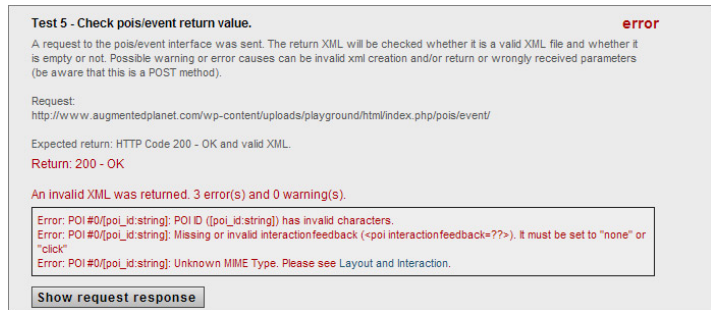 Test 5 - Check pois/event return value. error
A request to the pois/event interface was sent. The return XML will be checked whether it is a valid XML file and whether it
is empty or not. Possible warning or error causes can be invalid xml creation and/or return or wrongly received parameters
(be aware that this is a POST method).
Request:
http://www.augmentedplanet.com/wp-content/uploads/playground/html/index.php/pois/event/
Expected return: HTTP Code 200 - OK and valid XML.
Return: 200 - OK
An invalid XML was returned. 3 error(s) and 0 warning(s).
Error: POI #0/[poi_id:string]: POI ID ([poi_id:string]) has invalid characters.
Error: POI #0/[poi_id:string]: Missing or invalid interactionfeedback (<poi interactionfeedback=??>). It must be set to "none" or
"click"
Error: POI #0/[poi_id:string]: Unknown MIME Type. Please see Layout and Interaction.
Show request response